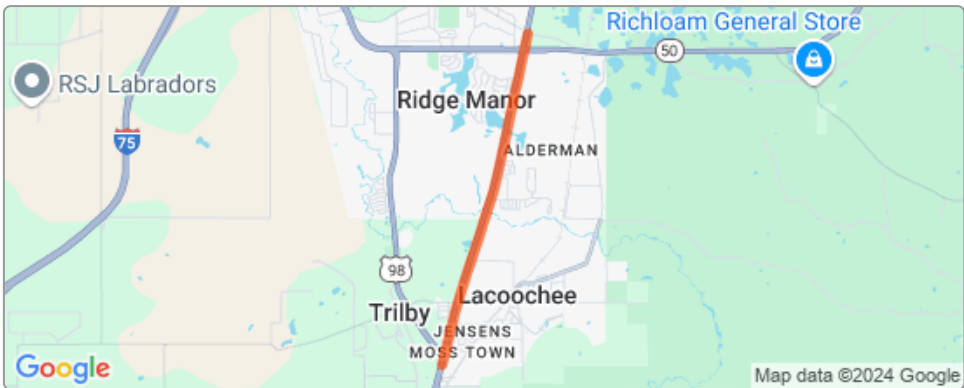 Richloam General Store
50
RSJ Labradors
Ridge Manor
75
ALDERMAN
98
Lacoochee
Trilby
JENSENS
MOSS TOWN
Google
Map data ©2024 Google